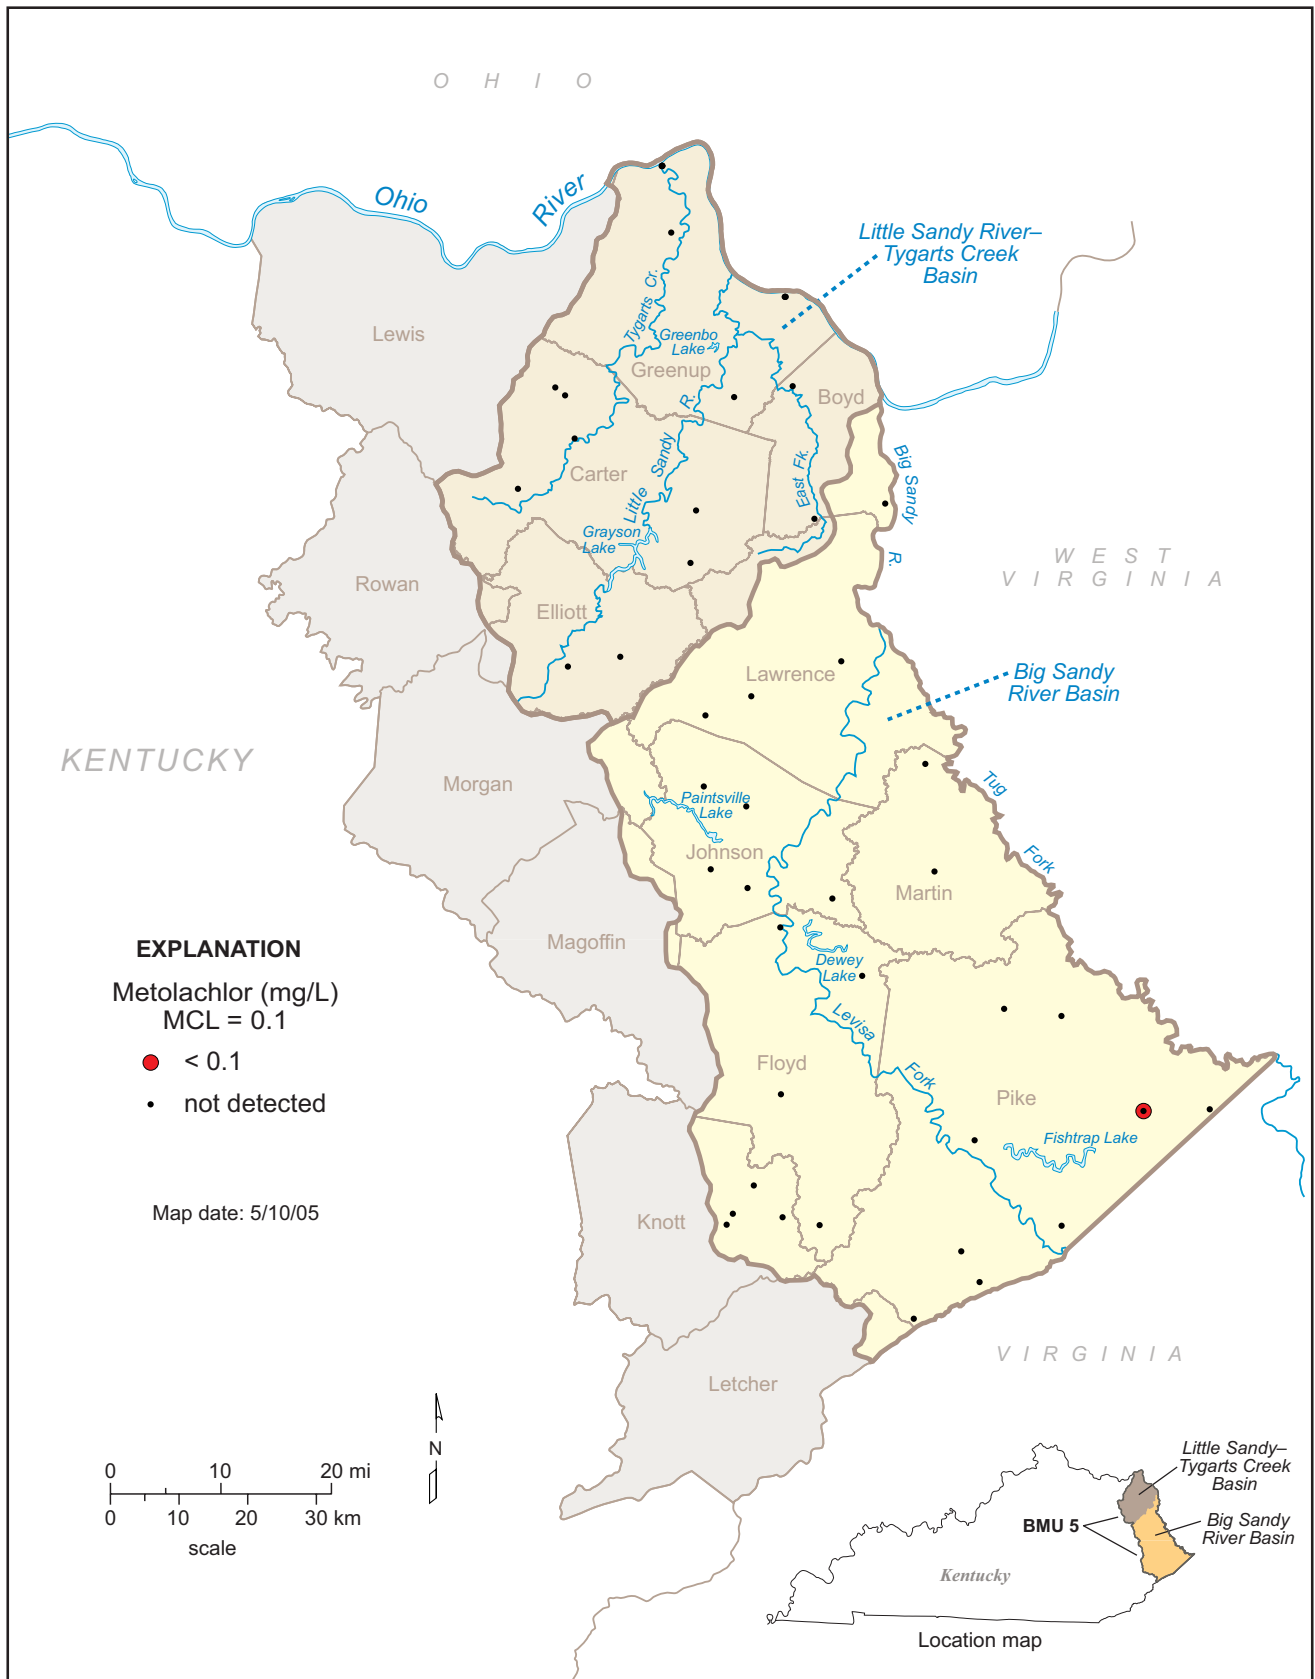 O H I O
Ohio
River
Little Sandy River–
Tygarts Creek
Basin
Tygarts Cr.
Greenbo
Lake
Lewis
Greenup
Boyd
R.
Sandy
Little
East Fk.
Big Sandy
R.
Carter
Grayson
Lake
WEST
VIRGINIA
Rowan
Elliott
Lawrence
Big Sandy
River Basin
KENTUCKY
Morgan
Tug
Fork
Paintsville
Lake
Johnson
Martin
Magoffin
Dewey
Lake
Levisa
Fork
EXPLANATION
Metolachlor (mg/L)
MCL = 0.1
< 0.1
not detected
Floyd
Pike
Fishtrap Lake
Map date: 5/10/05
Knott
VIRGINIA
Letcher
N
0 10 20 mi
0 10 20 30 km
scale
Little Sandy–
Tygarts Creek
Basin
BMU 5
Big Sandy
River Basin
Kentucky
Location map